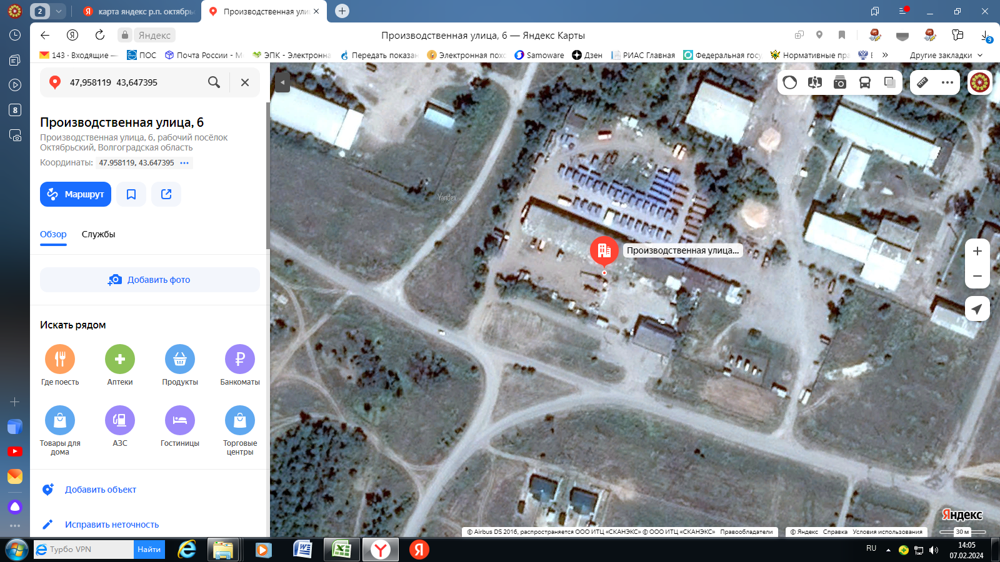 2
карта яндекс р.п. октябрь
Производственная ули
Яндекс
Производственная улица, 6 — Яндекс Карты
9
143 · Входящие —
ПОС
Почта России - М
ЭПК - Электронна
Передать показан
Электронная похо
Samoware
Дзен
РИАС Главная
Федеральная госу
Нормативные пра
Другие закладки
8
47,958119 43,647395
Производственная улица, 6
Производственная улица, 6, рабочий посёлок
Октябрьский, Волгоградская область
Координаты: 47.958119, 43.647395
Маршрут
Обзор
Службы
Добавить фото
Искать рядом
Где поесть
Аптеки
Продукты
Банкоматы
Товары для
дома
АЗС
Гостиницы
Торговые
центры
Добавить объект
Исправить неточность
Yandex
Yandex
Производственная улица...
Яндекс
© Airbus DS 2016, распространяется ООО ИТЦ «СКАНЭКС» © ООО ИТЦ «СКАНЭКС» Правообладатели
© Яндекс Справка Условия использования
30 м
Турбо VPN
Найти
RU
14:05
07.02.2024